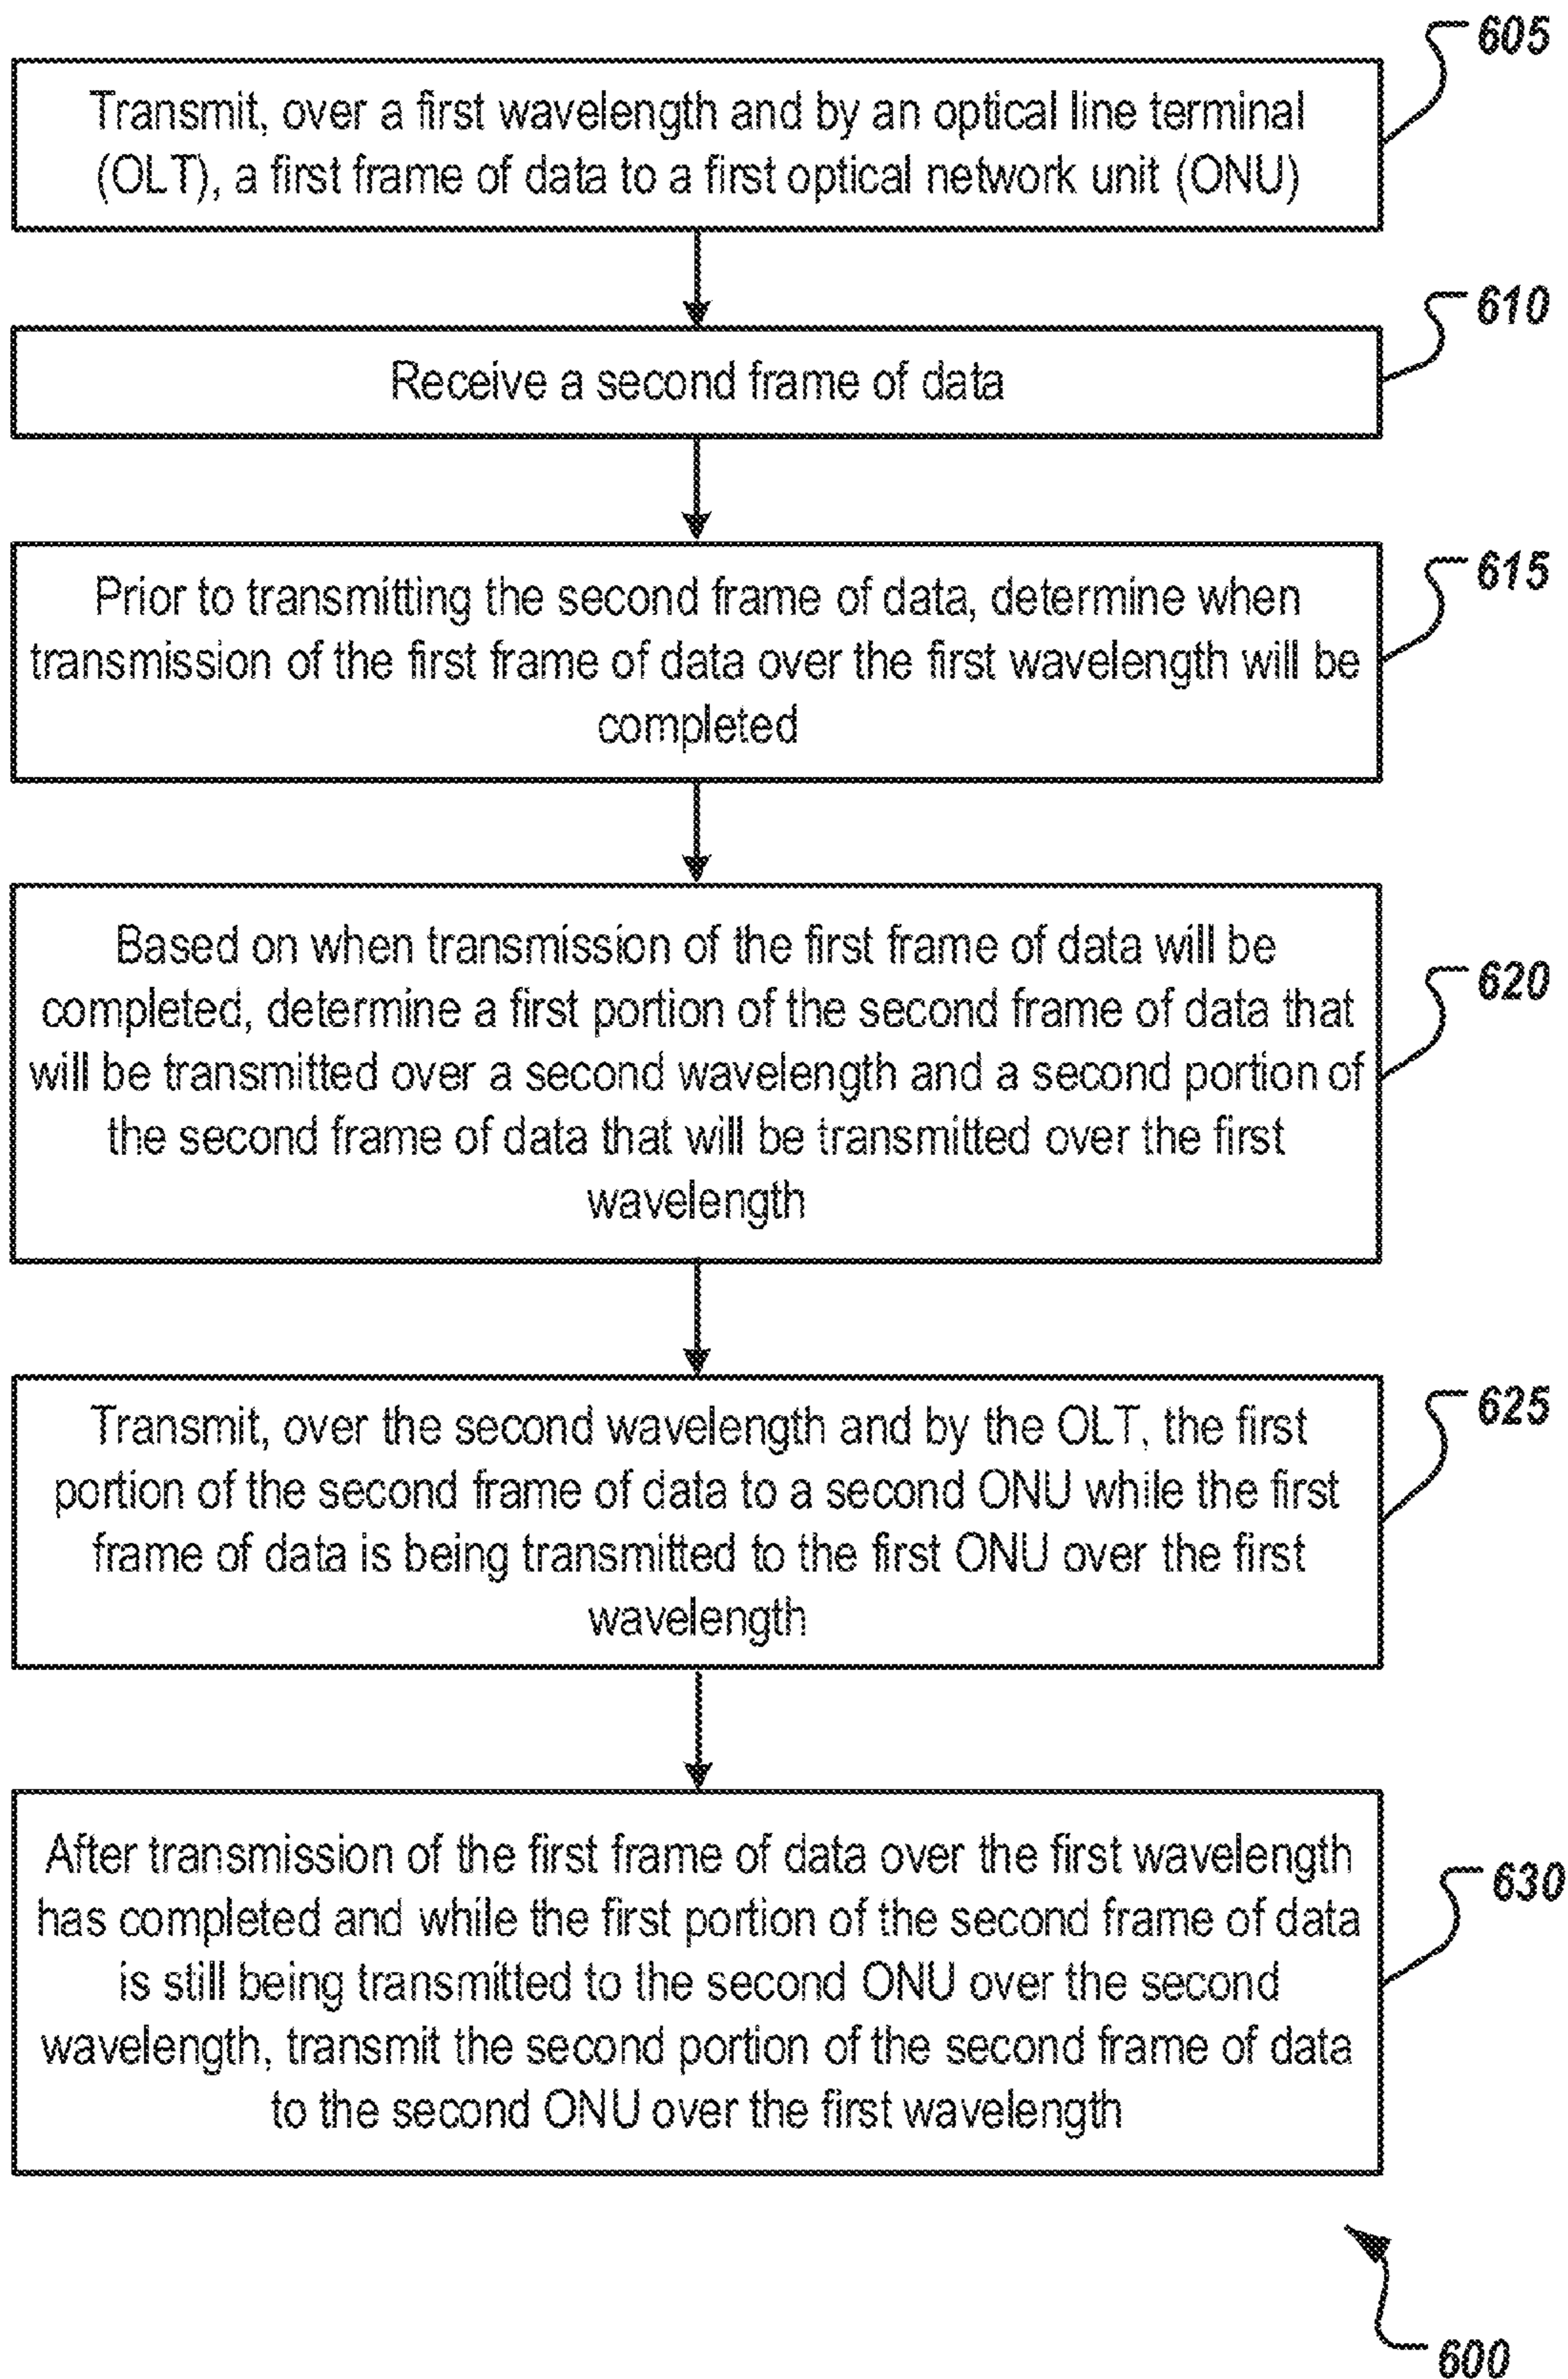 605
Transmit, over a first wavelength and by an optical line terminal
(OLT), a first frame of data to a first optical network unit (ONU)
610
Receive a second frame of data
615
Prior to transmitting the second frame of data, determine when
transmission of the first frame of data over the first wavelength will be
completed
620
Based on when transmission of the first frame of data will be
completed, determine a first portion of the second frame of data that
will be transmitted over a second wavelength and a second portion of
the second frame of data that will be transmitted over the first
wavelength
625
Transmit, over the second wavelength and by the OLT, the first
portion of the second frame of data to a second ONU while the first
frame of data is being transmitted to the first ONU over the first
wavelength
630
After transmission of the first frame of data over the first wavelength
has completed and while the first portion of the second frame of data
is still being transmitted to the second ONU over the second
wavelength, transmit the second portion of the second frame of data
to the second ONU over the first wavelength
600